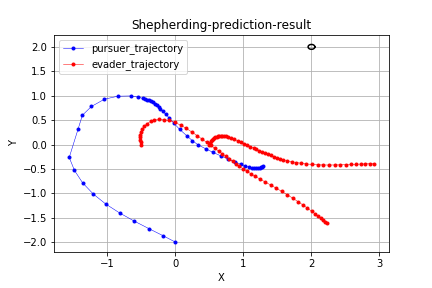 Shepherding-prediction-result
2.0
1.5
1.0
0.5
0.0
−0.5
−1.0
−1.5
−2.0
Y
pursuer_trajectory
evader_trajectory
−1 0 1 2 3
X